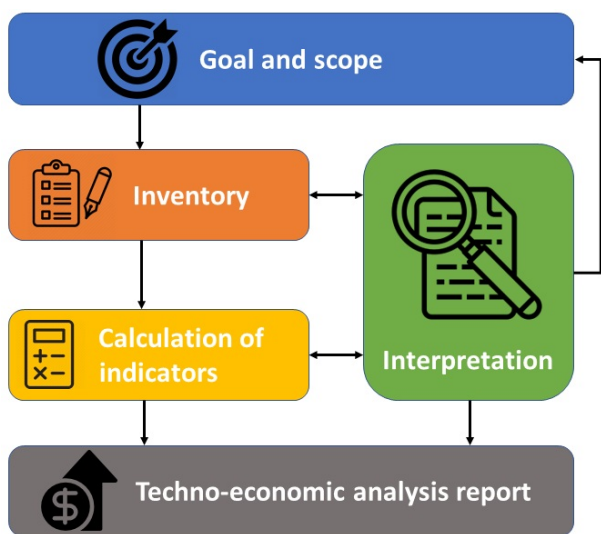 Goal and scope
Inventory
Calculation of
indicators
Interpretation
Techno-economic analysis report